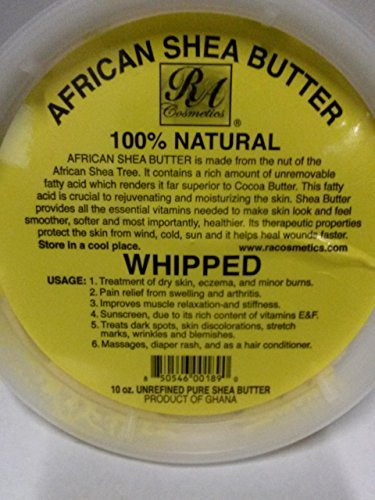 AFRICAN SHEA BUTTER
RA
Cosmetics
®
100% NATURAL
AFRICAN SHEA BUTTER is made from the nut of the
African Shea Tree. It contains a rich amount of unremovable
fatty acid which renders it far superior to Cocoa Butter. This fatty
acid is crucial to rejuvenating and moisturizing the skin. Shea Butter
provides all the essential vitamins needed to make skin look and feel
smoother, softer and most importantly, healthier. Its therapeutic properties
protect the skin from wind, cold, sun and it helps heal wounds faster.
Store in a cool place. www.racosmetics.com
WHIPPED
USAGE: 1. Treatment of dry skin, eczema, and minor burns.
2. Pain relief from swelling and arthritis.
3. Improves muscle relaxation-and stiffness.
4. Sunscreen, due to its rich content of vitamins E&F.
5. Treats dark spots, skin discolorations, stretch
marks, wrinkles and blemishes.
6. Massages, diaper rash, and as a hair conditioner.
8 50546 00189 0
10 oz. UNREFINED PURE SHEA BUTTER
PRODUCT OF GHANA